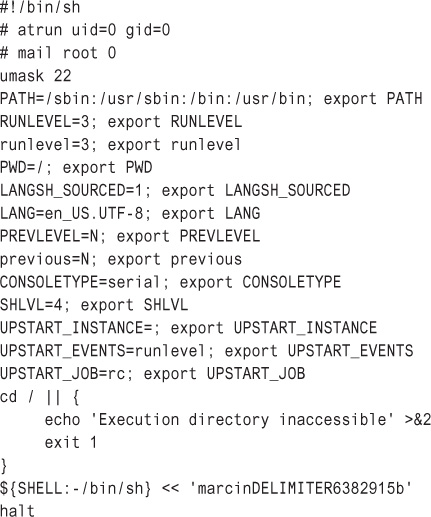 #!/bin/sh
# atrun uid=0 gid=0
# mail root 0
umask 22
PATH=/sbin:/usr/sbin:/bin:/usr/bin; export PATH
RUNLEVEL=3; export RUNLEVEL
runlevel=3; export runlevel
PWD=/; export PWD
LANGSH_SOURCED=1; export LANGSH_SOURCED
LANG=en_US.UTF-8; export LANG
PREVLEVEL=N; export PREVLEVEL
previous=N; export previous
CONSOLETYPE=serial; export CONSOLETYPE
SHLVL=4; export SHLVL
UPSTART_INSTANCE=; export UPSTART_INSTANCE
UPSTART_EVENTS=runlevel; export UPSTART_EVENTS
UPSTART_JOB=rc; export UPSTART_JOB
cd / || {
     echo 'Execution directory inaccessible' >&2
     exit 1
}
${SHELL:-/bin/sh} << 'marcinDELIMITER6382915b'
halt